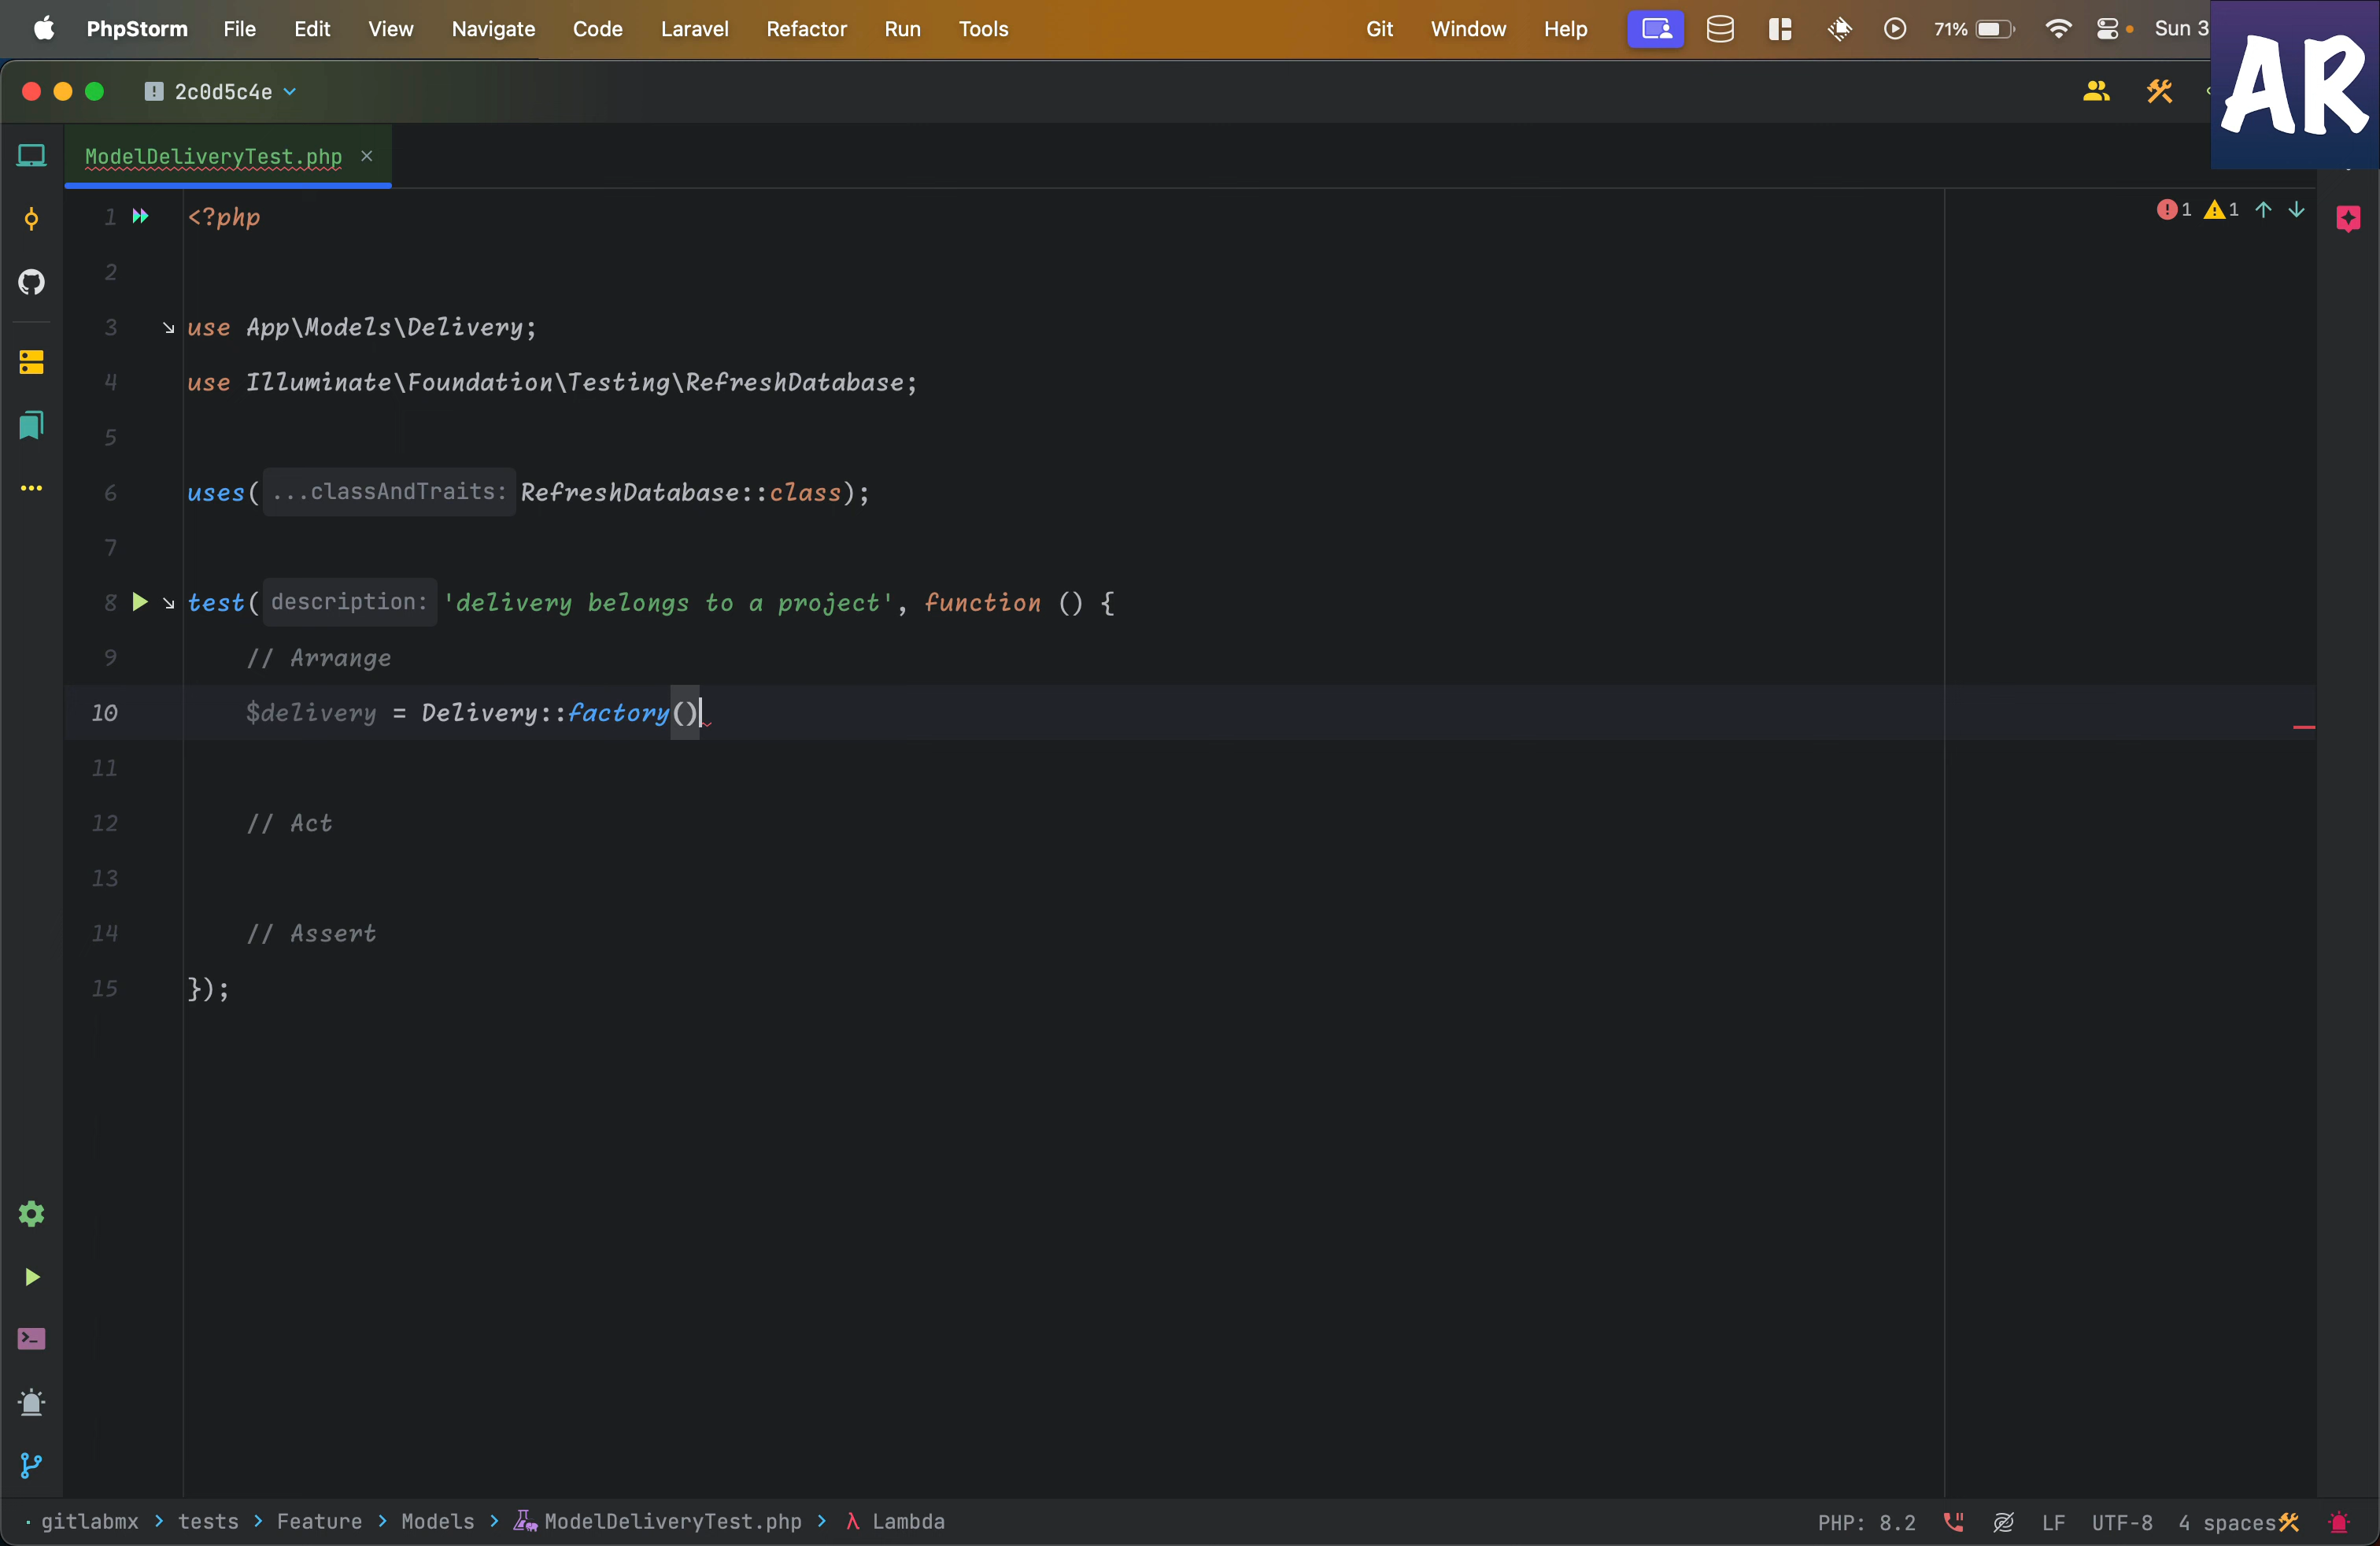 PhpStorm File Edit View Navigate Code Laravel Refactor Run Tools Git Window Help 71% Sun 3
AR
2c0d5c4e
ModelDeliveryTest.php
1 1
1 <?php
2
3 use App\Models\Delivery;
4 use Illuminate\Foundation\Testing\RefreshDatabase;
5
6 uses( ...classAndTraits: RefreshDatabase::class);
7
8 test( description: 'delivery belongs to a project', function () {
9 // Arrange
10 $delivery = Delivery::factory()
11
12 // Act
13
14 // Assert
15 });
gitlabmx > tests > Feature > Models > ModelDeliveryTest.php > λ Lambda PHP: 8.2 LF UTF-8 4 spaces